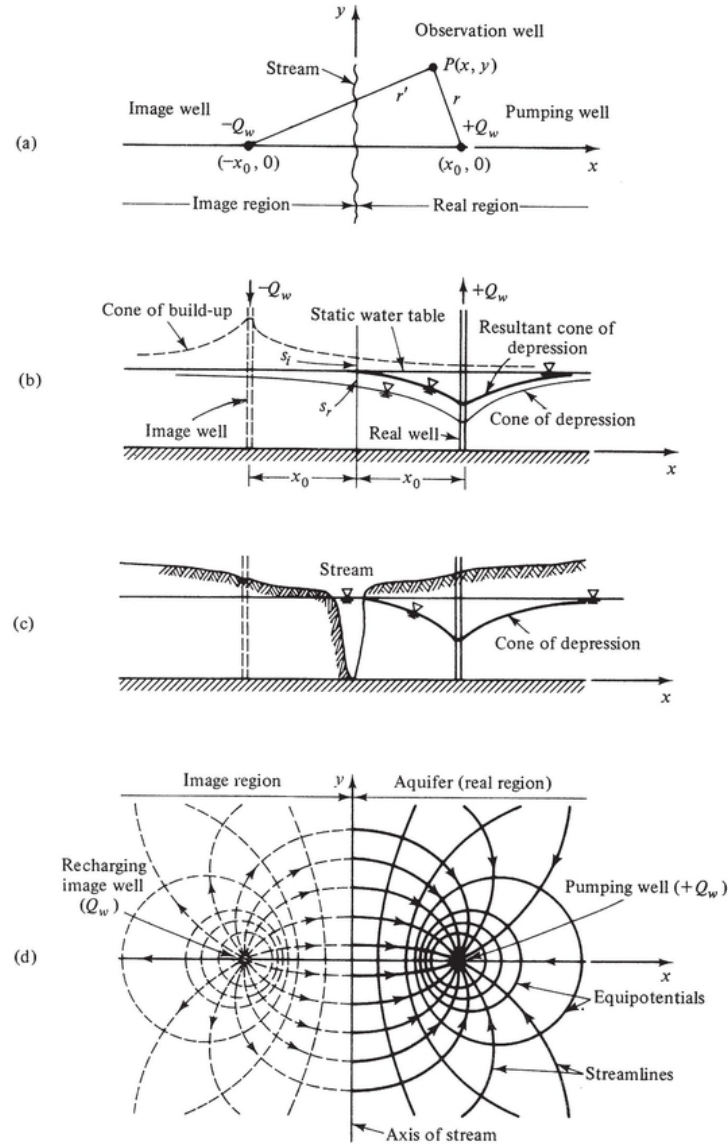 y
Observation well
Stream
P(x, y)
r'
r
Image well
Pumping well
−Q_w
+Q_w
(a)
(−x_0, 0)
(x_0, 0)
x
Image region
Real region
−Q_w
+Q_w
Cone of build-up
Static water table
Resultant cone of
depression
s_i
(b)
s_r
Cone of depression
Image well
Real well
x
x_0
x_0
Stream
(c)
Cone of
depression
x
Image region
y
Aquifer (real region)
Recharging
image well
(Q_w)
Pumping well (+Q_w)
(d)
x
Equipotentials
Streamlines
Axis of stream